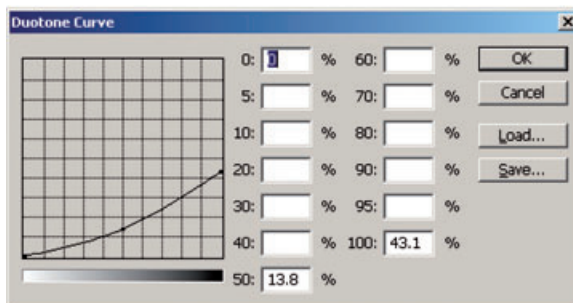 Duotone Curve
0: 0 % 60: % OK
5: % 70: % Cancel
10: % 80: % Load...
20: % 90: % Save...
30: % 95: %
40: % 100: 43.1 %
50: 13.8 %